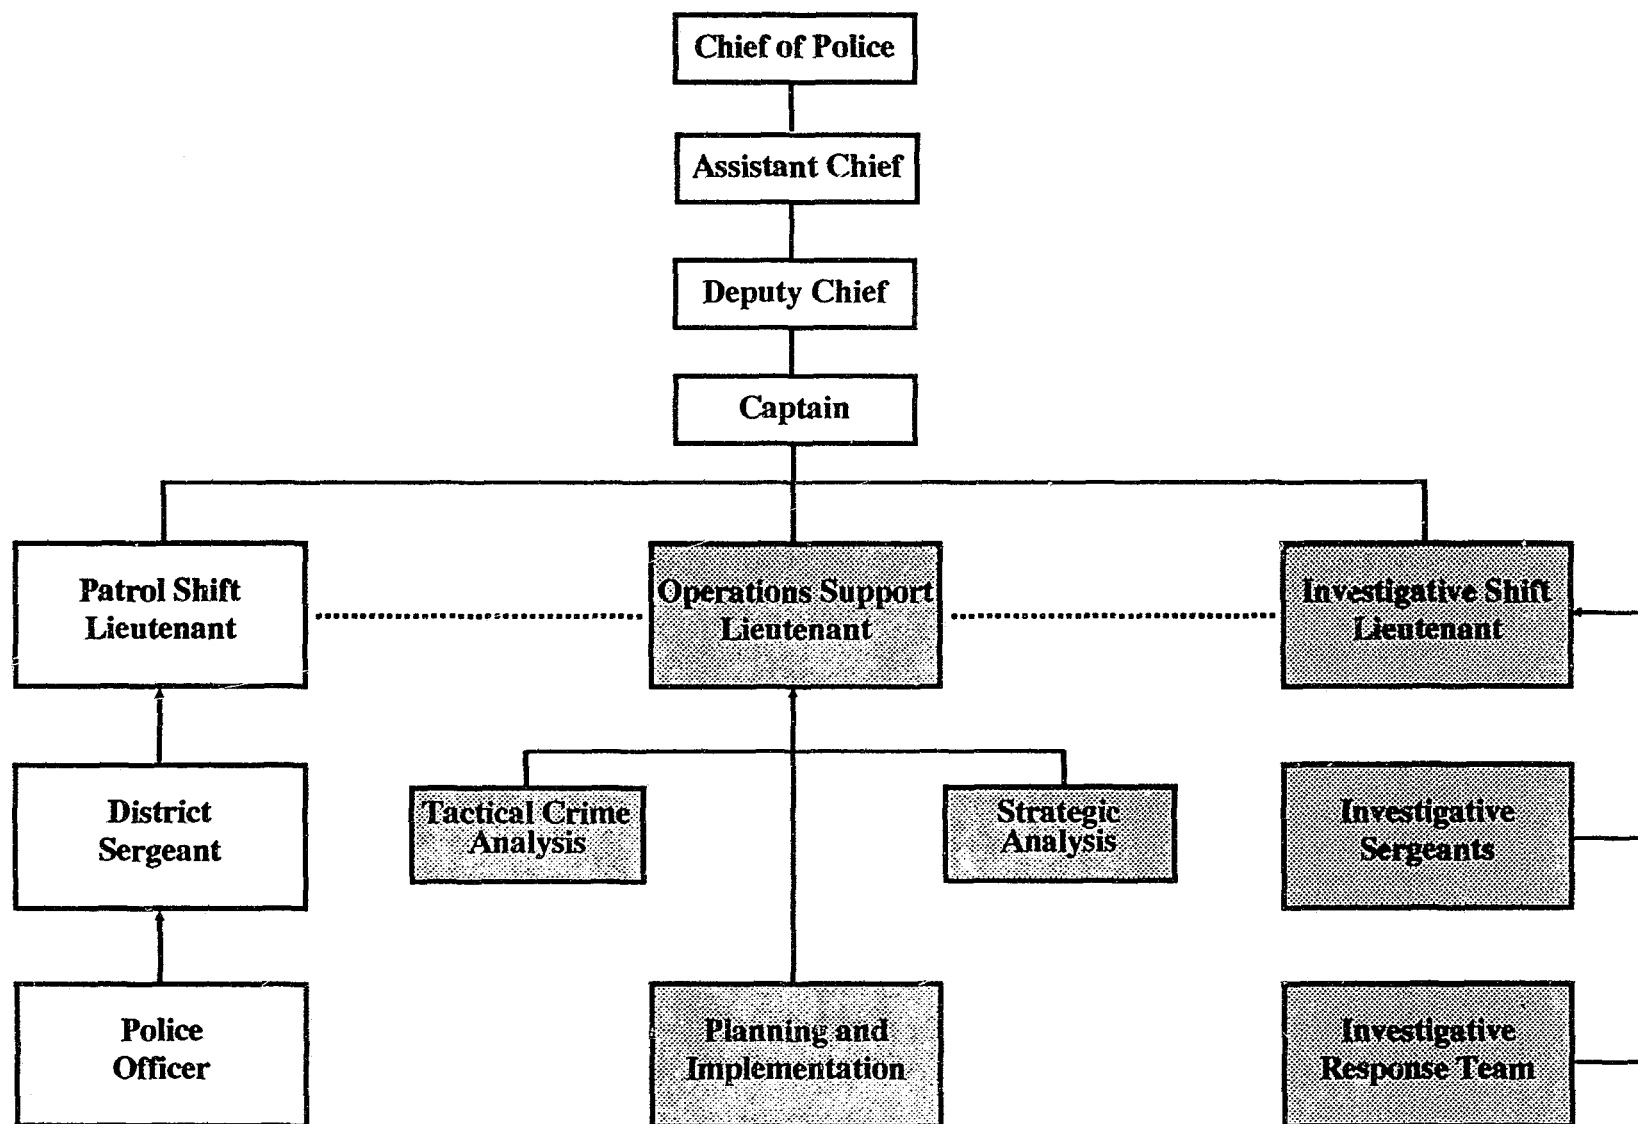 Chief of Police
Assistant Chief
Deputy Chief
Captain
Patrol Shift
Lieutenant
Operations Support
Lieutenant
Investigative Shift
Lieutenant
District
Sergeant
Tactical Crime
Analysis
Strategic
Analysis
Investigative
Sergeants
Police
Officer
Planning and
Implementation
Investigative
Response Team